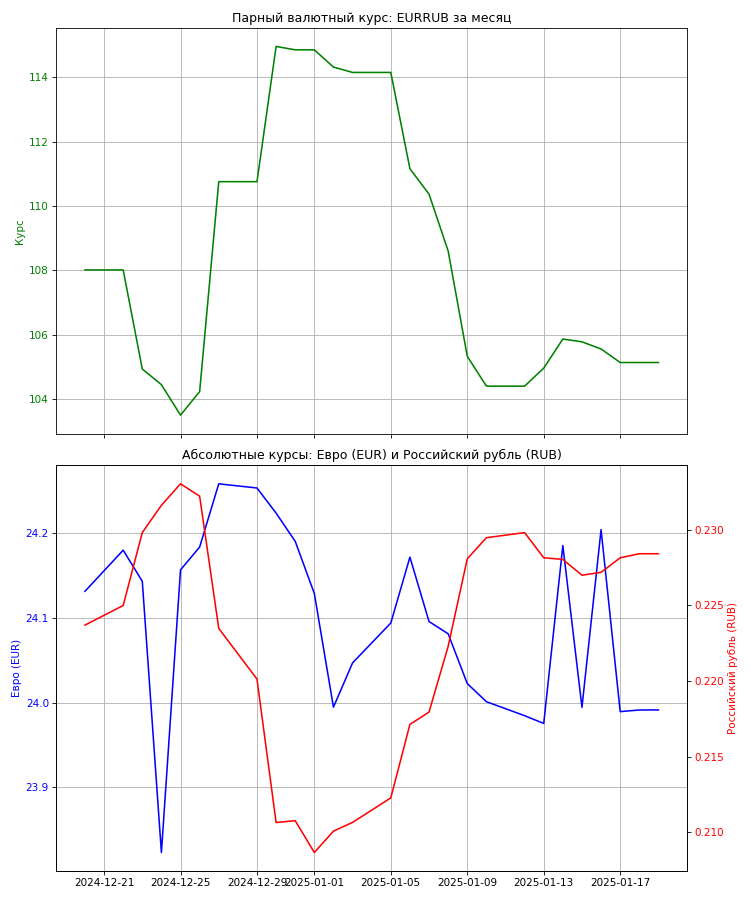 Парный валютный курс: EURRUB за месяц
114
112
110
108
106
104
Курс
Абсолютные курсы: Евро (EUR) и Российский рубль (RUB)
24.2
24.1
24.0
23.9
Евро (EUR)
0.230
0.225
0.220
0.215
0.210
Российский рубль (RUB)
2024-12-21 2024-12-25 2024-12-29 2025-01-01 2025-01-05 2025-01-09 2025-01-13 2025-01-17